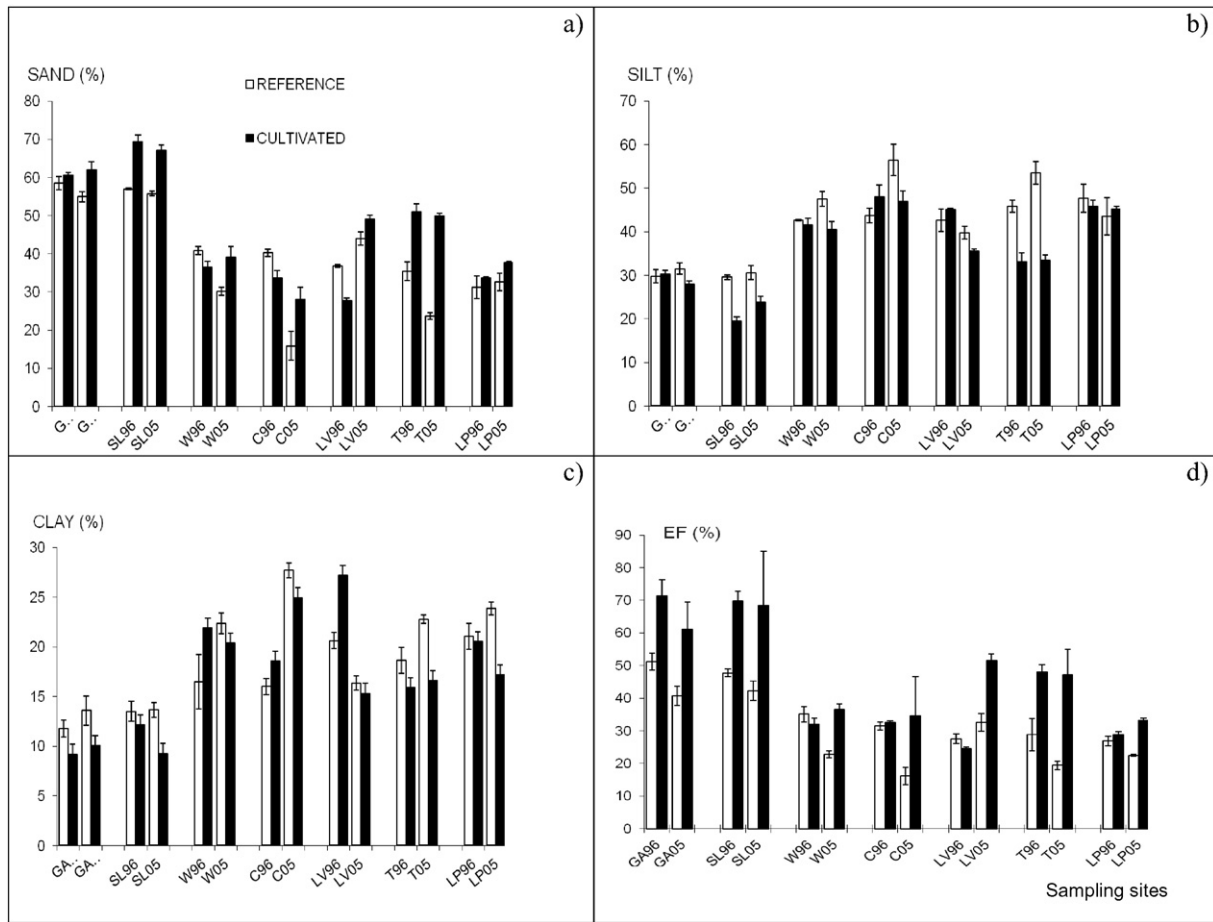 a)
SAND (%)
REFERENCE
CULTIVATED
80
70
60
50
40
30
20
10
0
G.. G.. SL96 SL05 W96 W05 C96 C05 LV96 LV05 T96 T05 LP96 LP05
b)
SILT (%)
70
60
50
40
30
20
10
0
G.. G.. SL96 SL05 W96 W05 C96 C05 LV96 LV05 T96 T05 LP96 LP05
c)
CLAY (%)
30
25
20
15
10
5
0
GA.. GA.. SL96 SL05 W96 W05 C96 C05 LV96 LV05 T96 T05 LP96 LP05
d)
EF (%)
90
80
70
60
50
40
30
20
10
0
GA96 GA05 SL96 SL05 W96 W05 C96 C05 LV96 LV05 T96 T05 LP96 LP05
Sampling sites